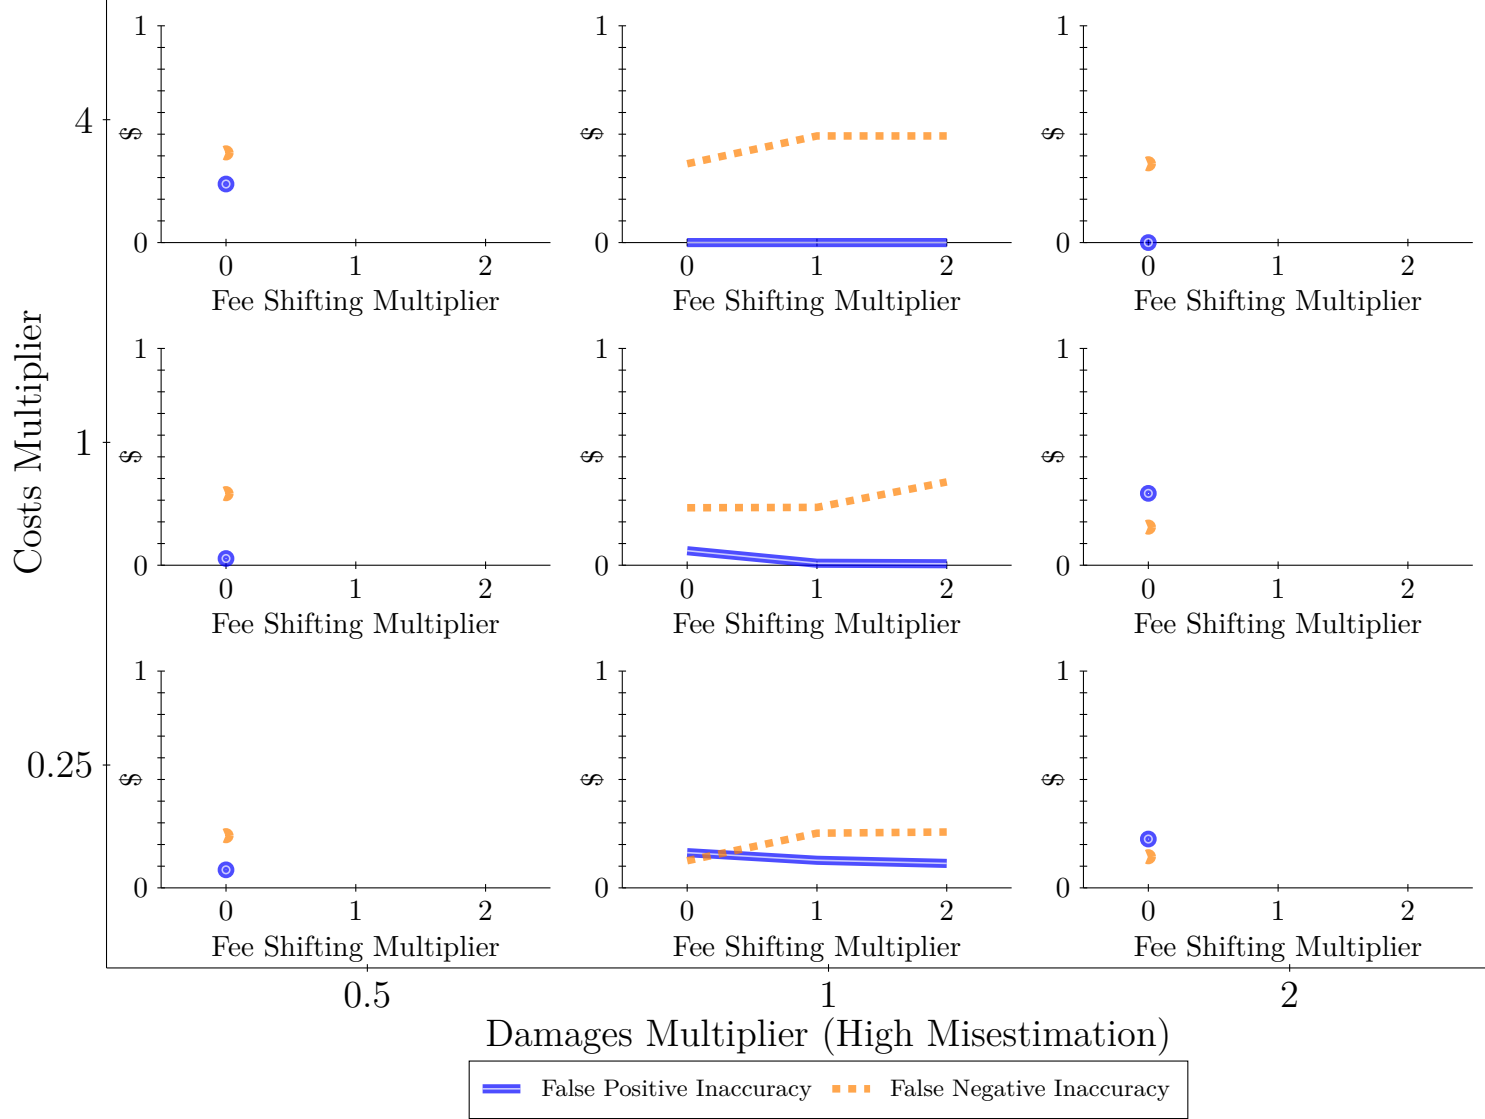 Costs Multiplier
4
1
0.25
1
$
0
0 1 2
Fee Shifting Multiplier
1
$
0
0 1 2
Fee Shifting Multiplier
1
$
0
0 1 2
Fee Shifting Multiplier
1
$
0
0 1 2
Fee Shifting Multiplier
1
$
0
0 1 2
Fee Shifting Multiplier
1
$
0
0 1 2
Fee Shifting Multiplier
1
$
0
0 1 2
Fee Shifting Multiplier
1
$
0
0 1 2
Fee Shifting Multiplier
1
$
0
0 1 2
Fee Shifting Multiplier
0.5 1 2
Damages Multiplier (High Misestimation)
False Positive Inaccuracy False Negative Inaccuracy